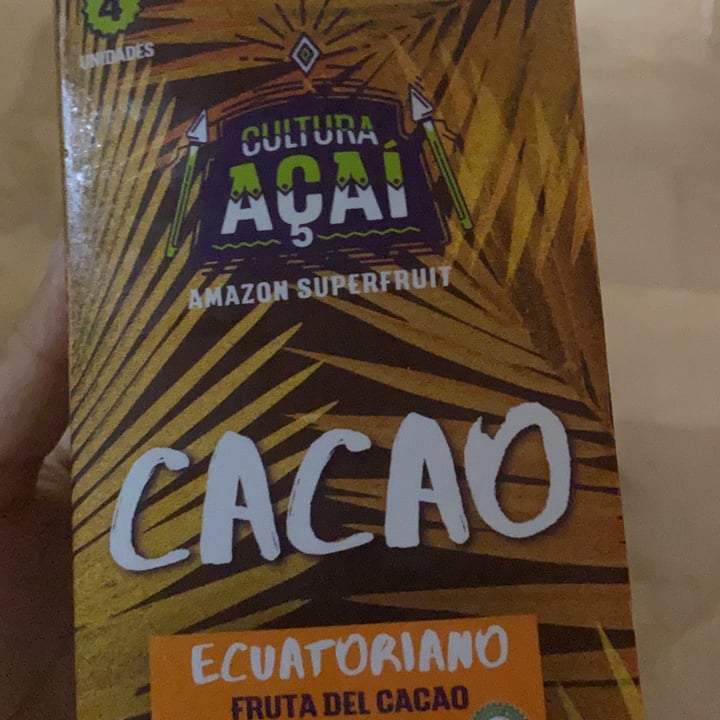 4
UNIDADES
CULTURA
AÇAÍ
AMAZON SUPERFRUIT
CACAO
ECUATORIANO
FRUTA DEL CACAO